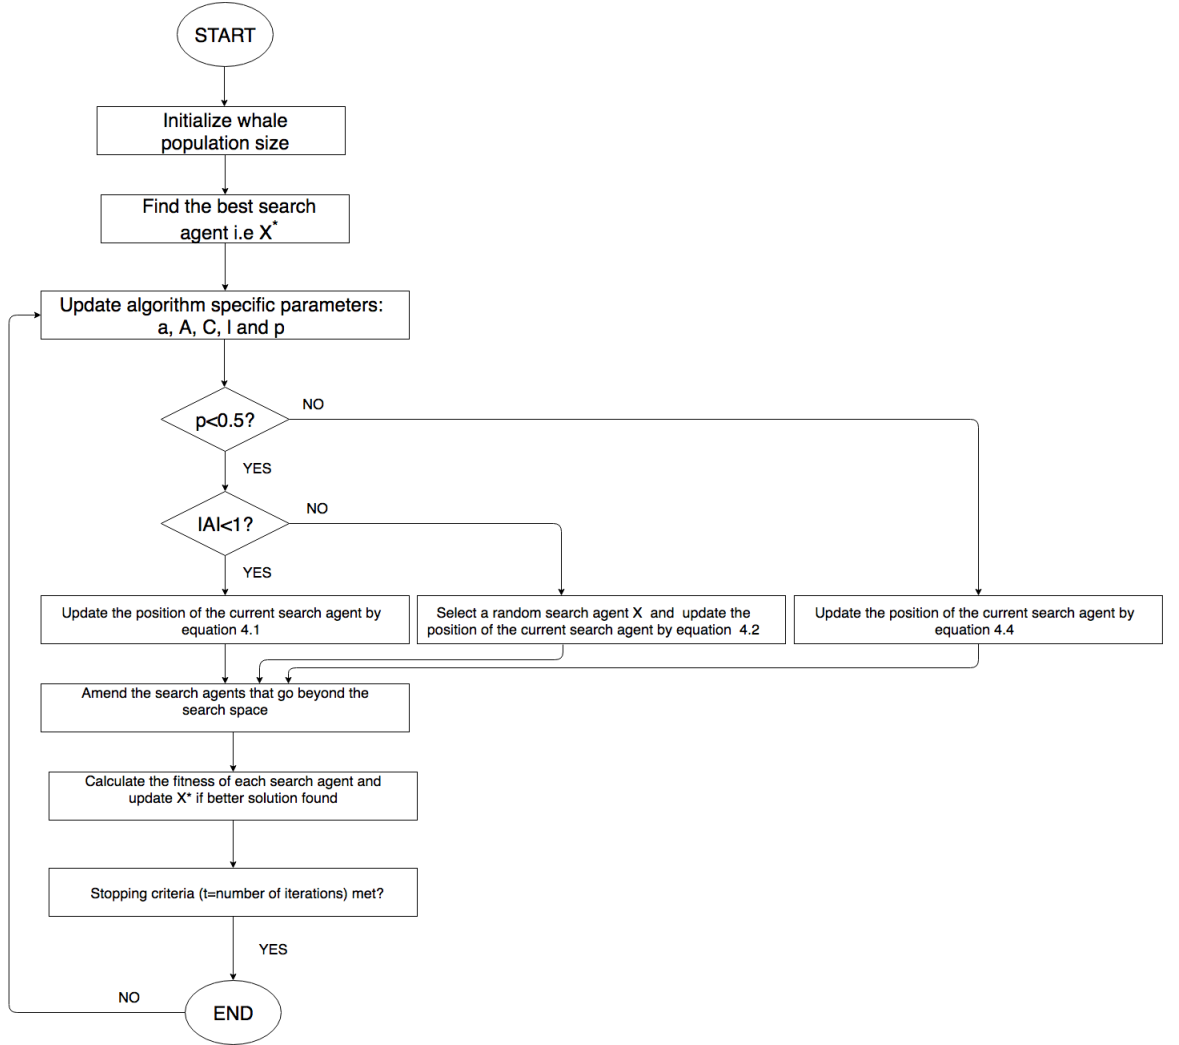 START
Initialize whale
population size
Find the best search
agent i.e X*
Update algorithm specific parameters:
a, A, C, l and p
p<0.5?
NO
YES
|A|<1?
NO
YES
Update the position of the current search agent by
equation 4.1
Select a random search agent X and update the
position of the current search agent by equation 4.2
Update the position of the current search agent by
equation 4.4
Amend the search agents that go beyond the
search space
Calculate the fitness of each search agent and
update X* if better solution found
Stopping criteria (t=number of iterations) met?
YES
NO
END